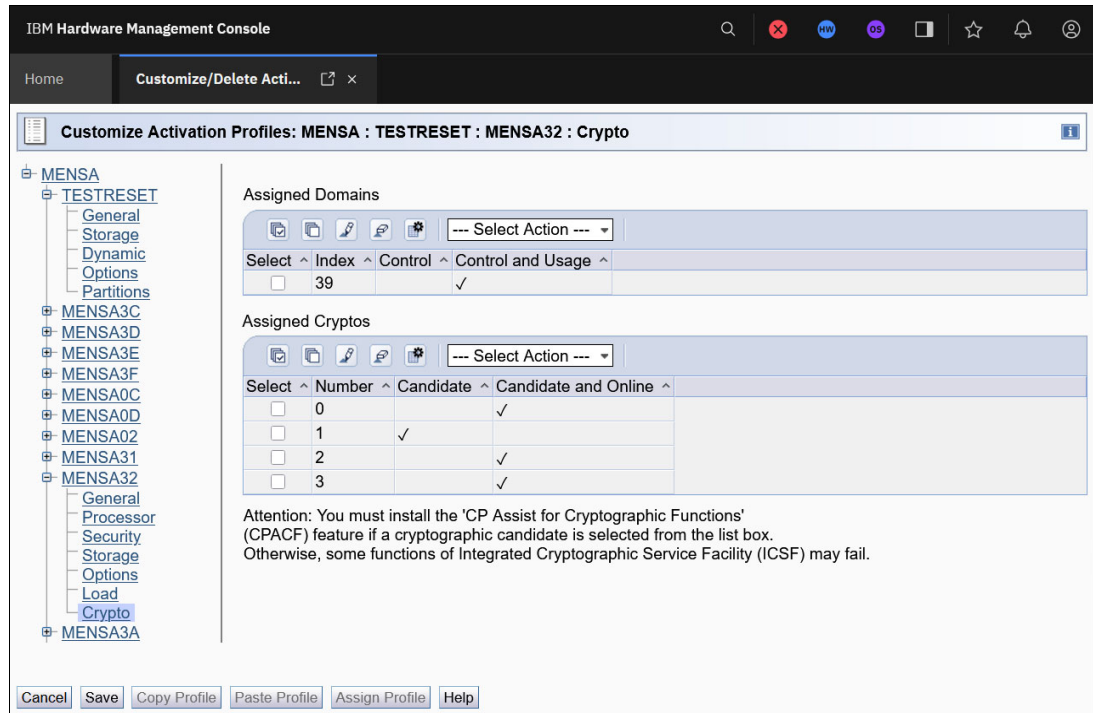 IBM Hardware Management Console
HW
OS
Home
Customize/Delete Acti...
Customize Activation Profiles: MENSA : TESTRESET : MENSA32 : Crypto
i
MENSA
TESTRESET
General
Storage
Dynamic
Options
Partitions
MENSA3C
MENSA3D
MENSA3E
MENSA3F
MENSA0C
MENSA0D
MENSA02
MENSA31
MENSA32
General
Processor
Security
Storage
Options
Load
Crypto
MENSA3A
Assigned Domains
--- Select Action ---
Select Index Control Control and Usage
39 ✓
Assigned Cryptos
--- Select Action ---
Select Number Candidate Candidate and Online
0 ✓
1 ✓
2 ✓
3 ✓
Attention: You must install the 'CP Assist for Cryptographic Functions'
(CPACF) feature if a cryptographic candidate is selected from the list box.
Otherwise, some functions of Integrated Cryptographic Service Facility (ICSF) may fail.
Cancel Save Copy Profile Paste Profile Assign Profile Help